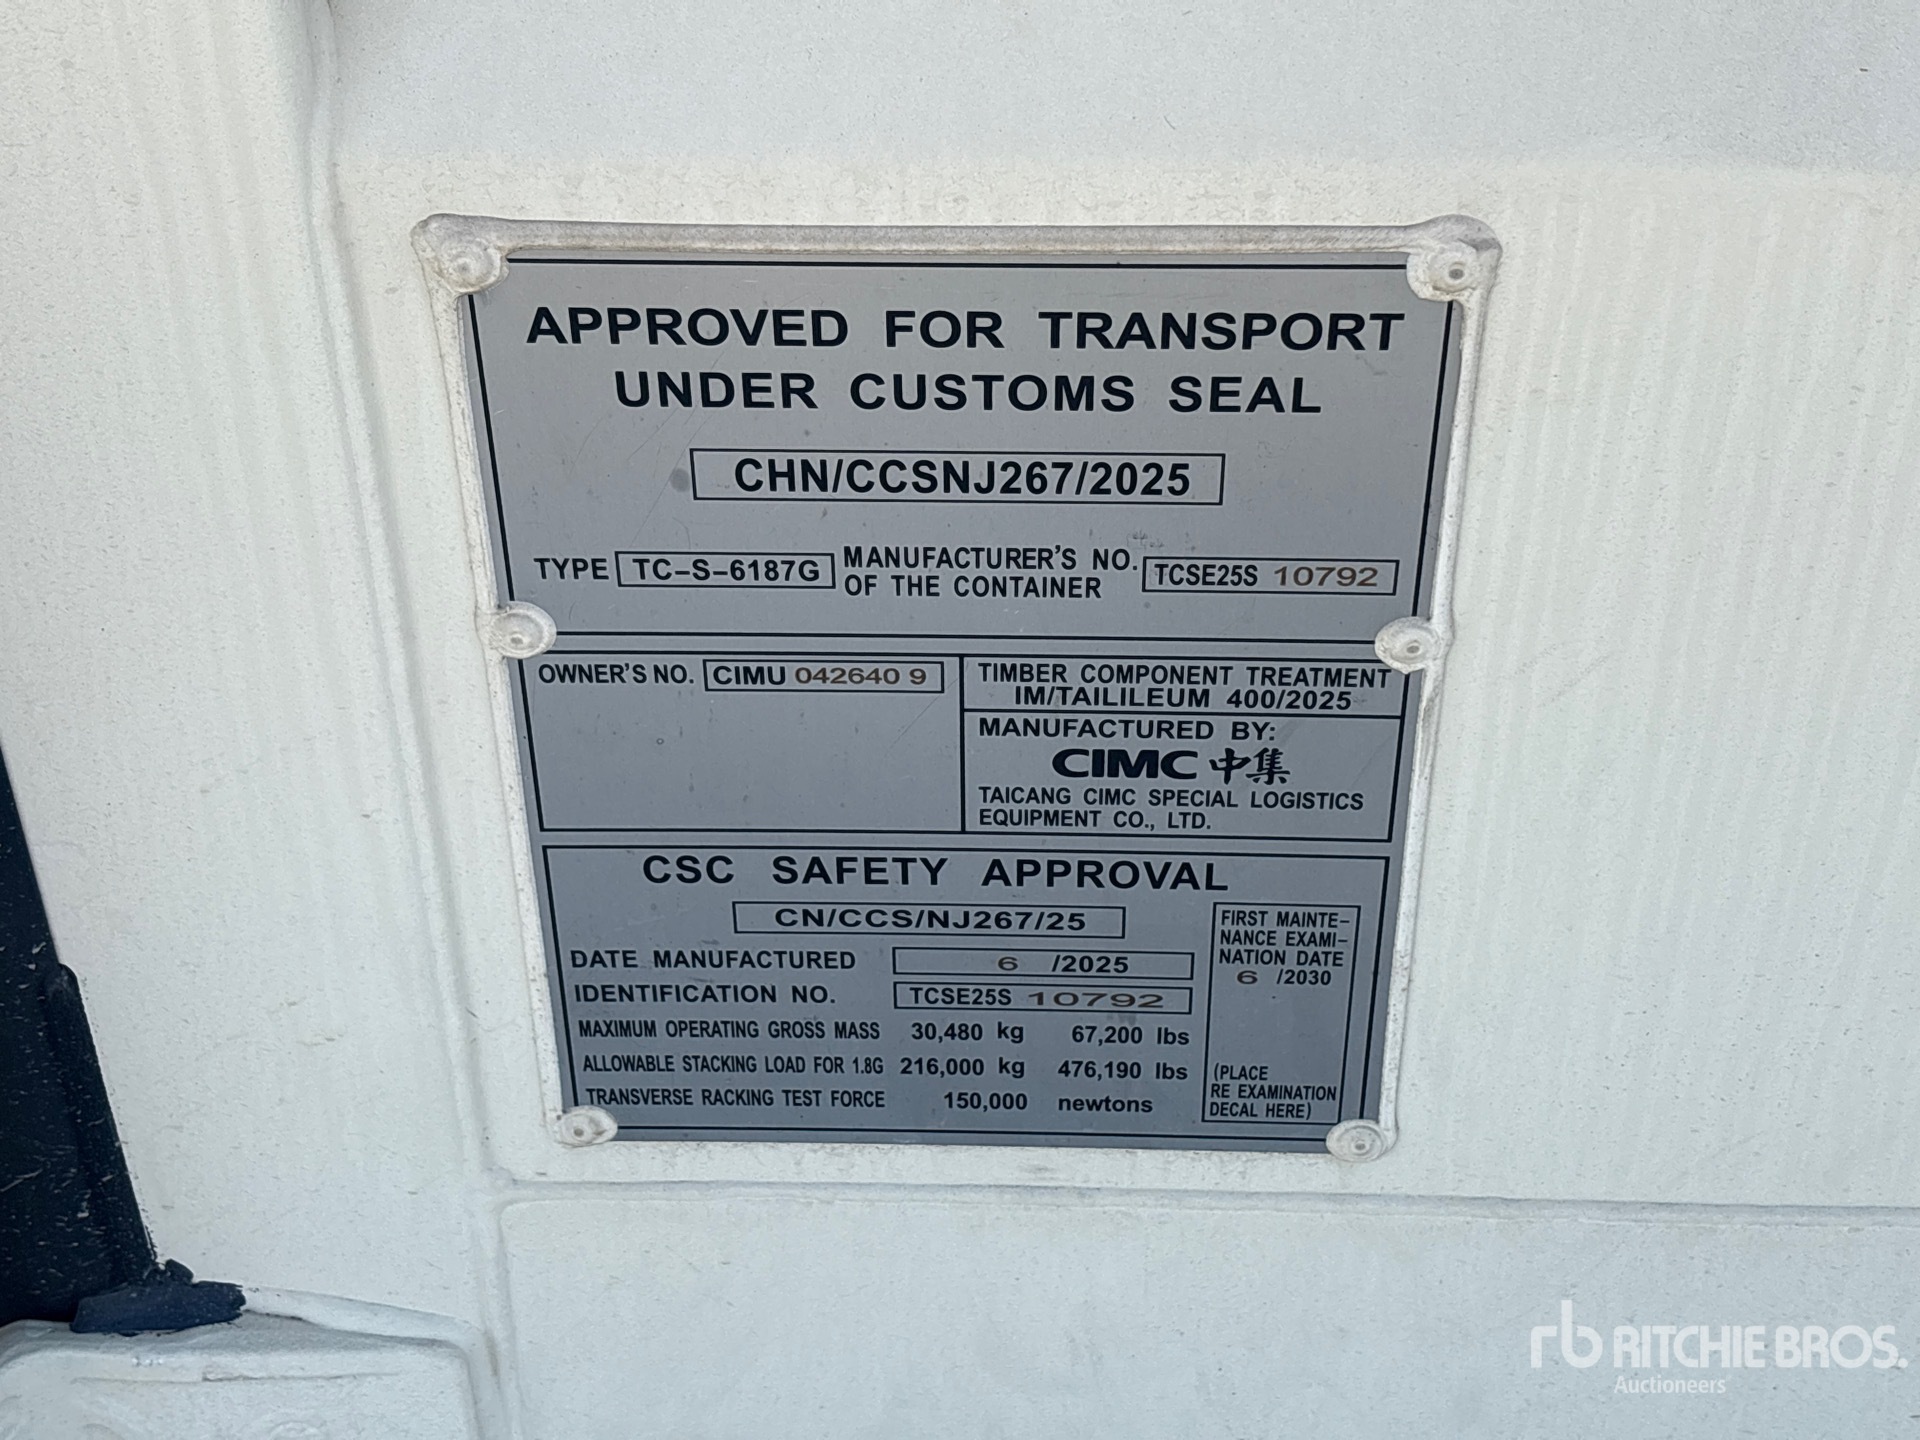 APPROVED FOR TRANSPORT
UNDER CUSTOMS SEAL
CHN/CCSNJ267/2025
TYPE TC-S-6187G MANUFACTURER'S NO. OF THE CONTAINER TCSE25S 10792
OWNER'S NO. CIMU 042640 9
TIMBER COMPONENT TREATMENT
IM/TAILILEUM 400/2025
MANUFACTURED BY:
CIMC 中集
TAICANG CIMC SPECIAL LOGISTICS
EQUIPMENT CO., LTD.
CSC SAFETY APPROVAL
CN/CCS/NJ267/25
DATE MANUFACTURED 6 /2025
IDENTIFICATION NO. TCSE25S 10792
MAXIMUM OPERATING GROSS MASS 30,480 kg 67,200 lbs
ALLOWABLE STACKING LOAD FOR 1.8G 216,000 kg 476,190 lbs
TRANSVERSE RACKING TEST FORCE 150,000 newtons
FIRST MAINTE-
NANCE EXAMI-
NATION DATE
6 /2030
(PLACE
RE EXAMINATION
DECAL HERE)
rb RITCHIE BROS.
Auctioneers